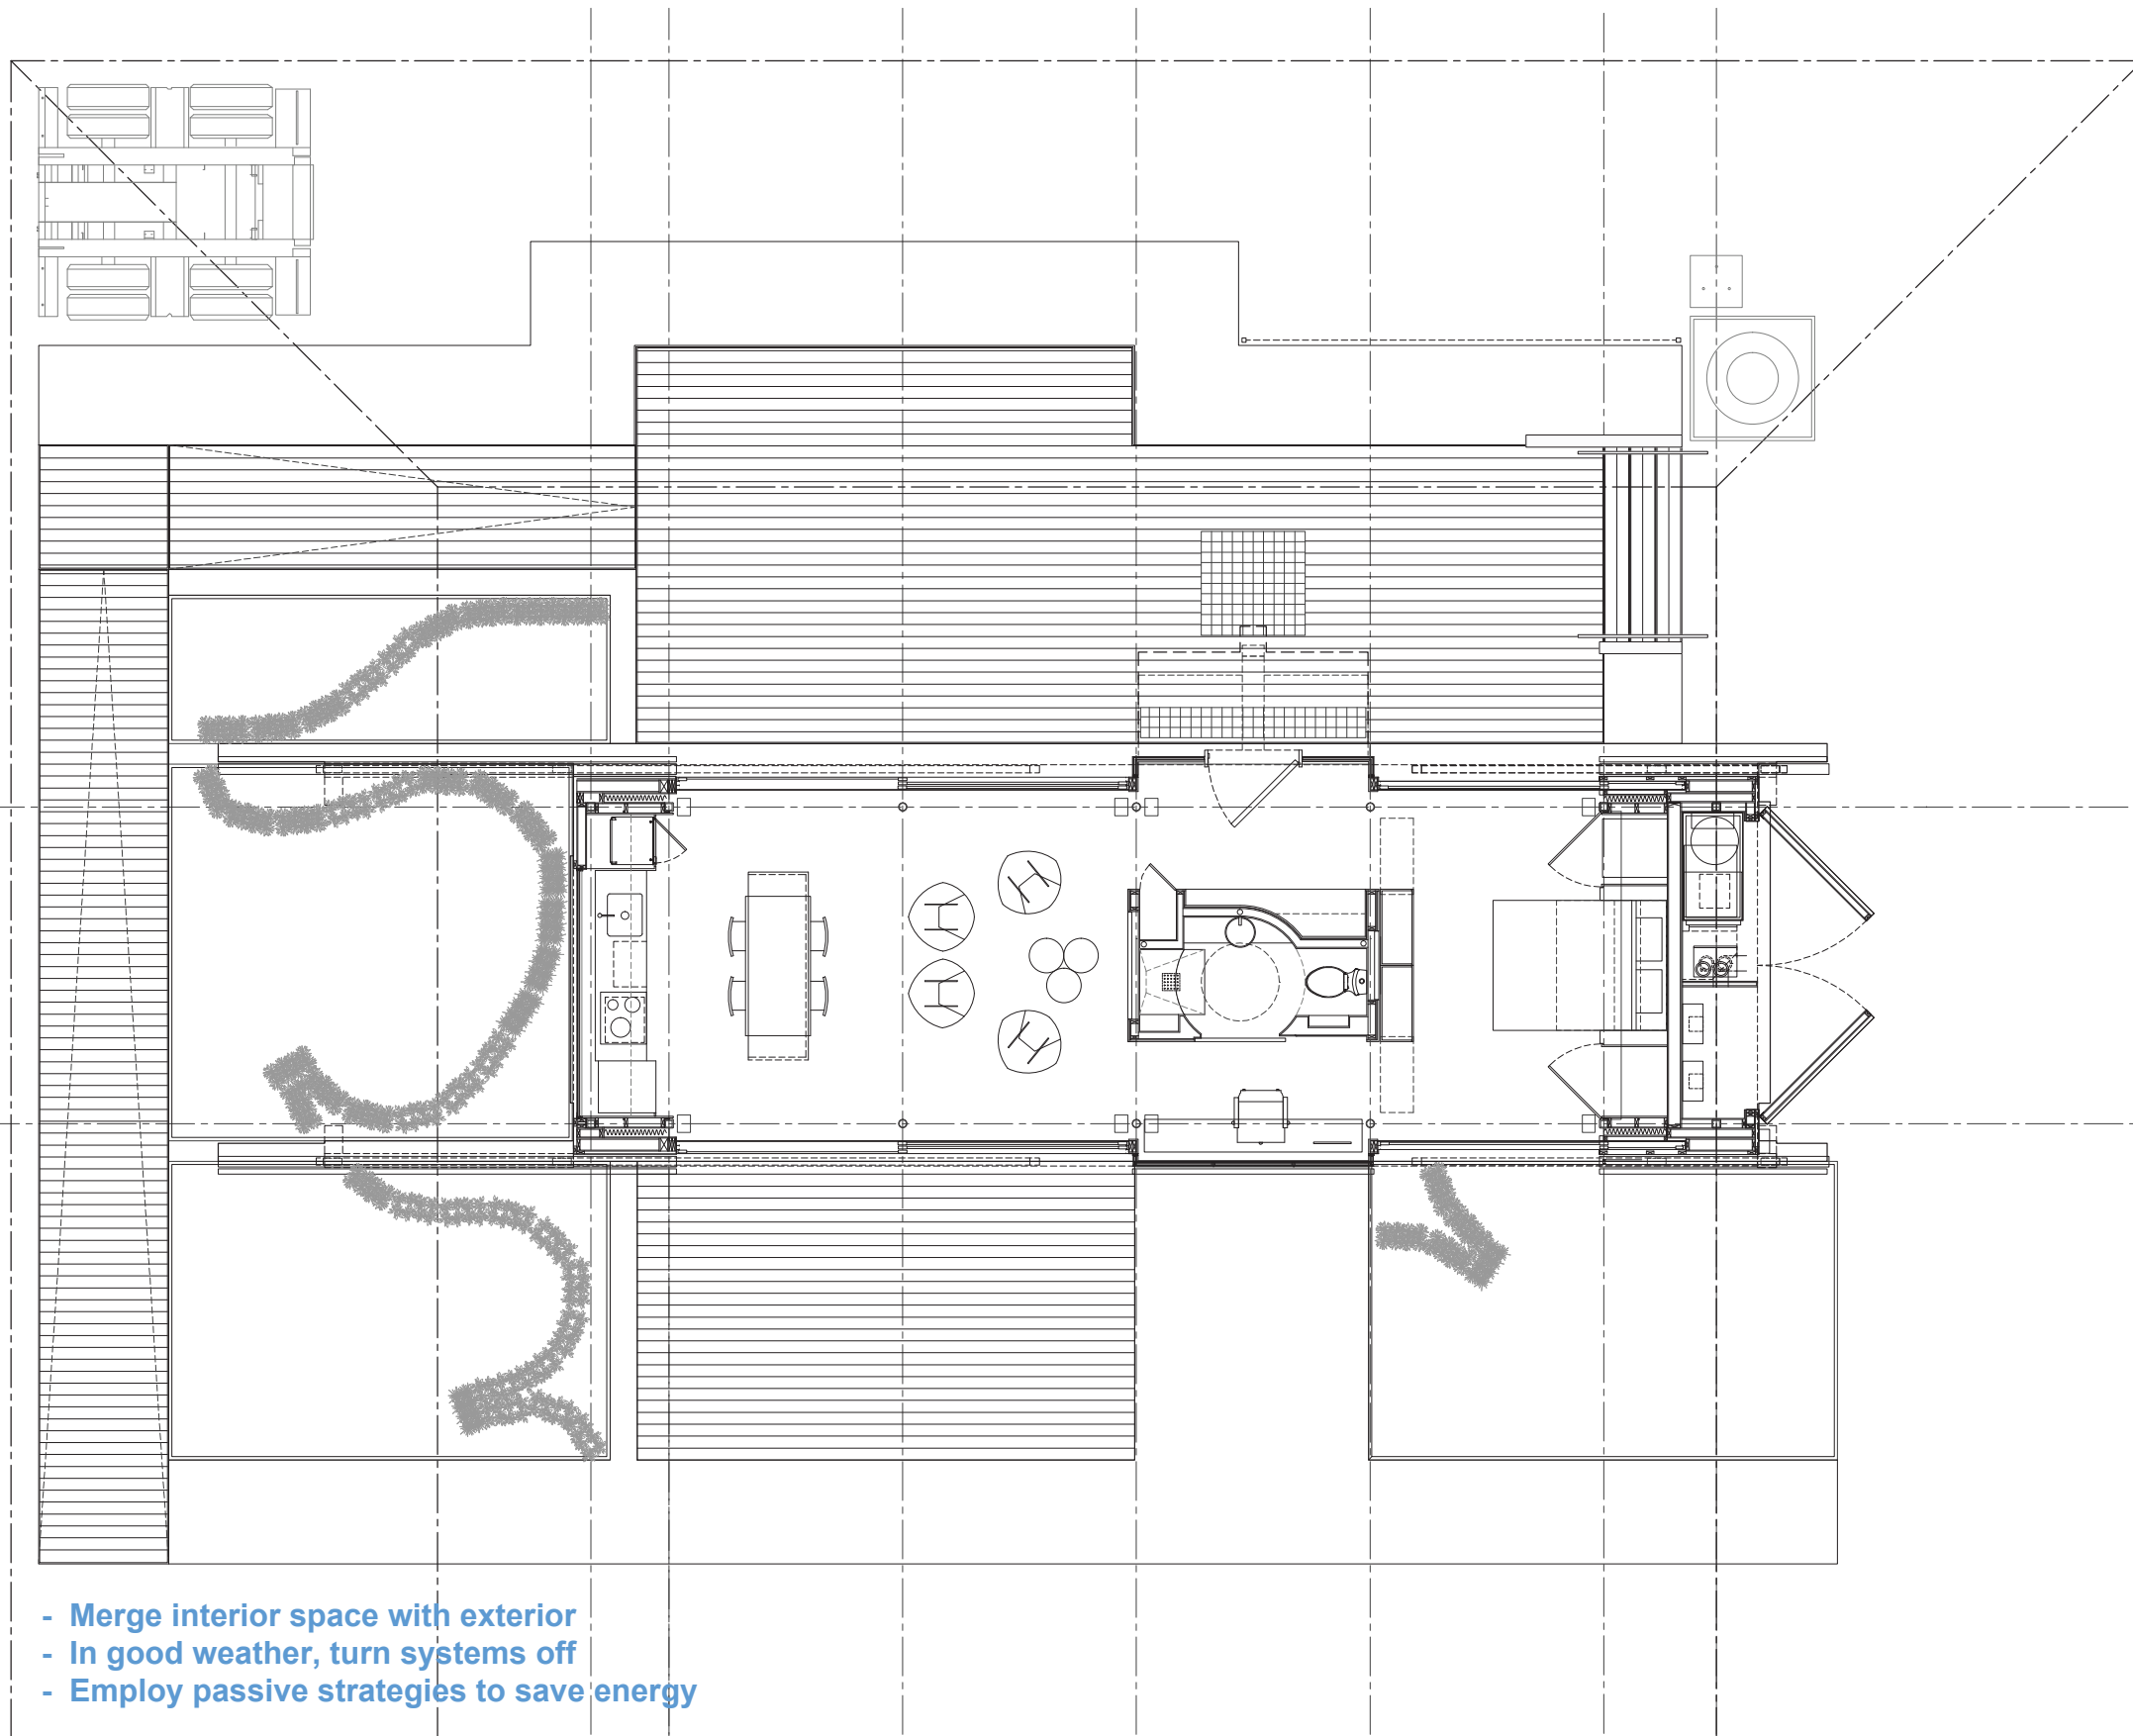 - Merge interior space with exterior
- In good weather, turn systems off
- Employ passive strategies to save energy